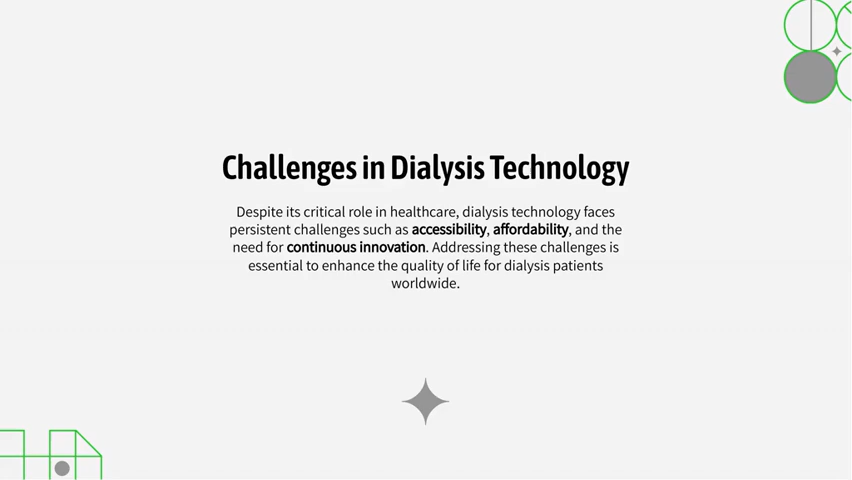 Challenges in Dialysis Technology
Despite its critical role in healthcare, dialysis technology faces
persistent challenges such as accessibility, affordability, and the
need for continuous innovation. Addressing these challenges is
essential to enhance the quality of life for dialysis patients
worldwide.